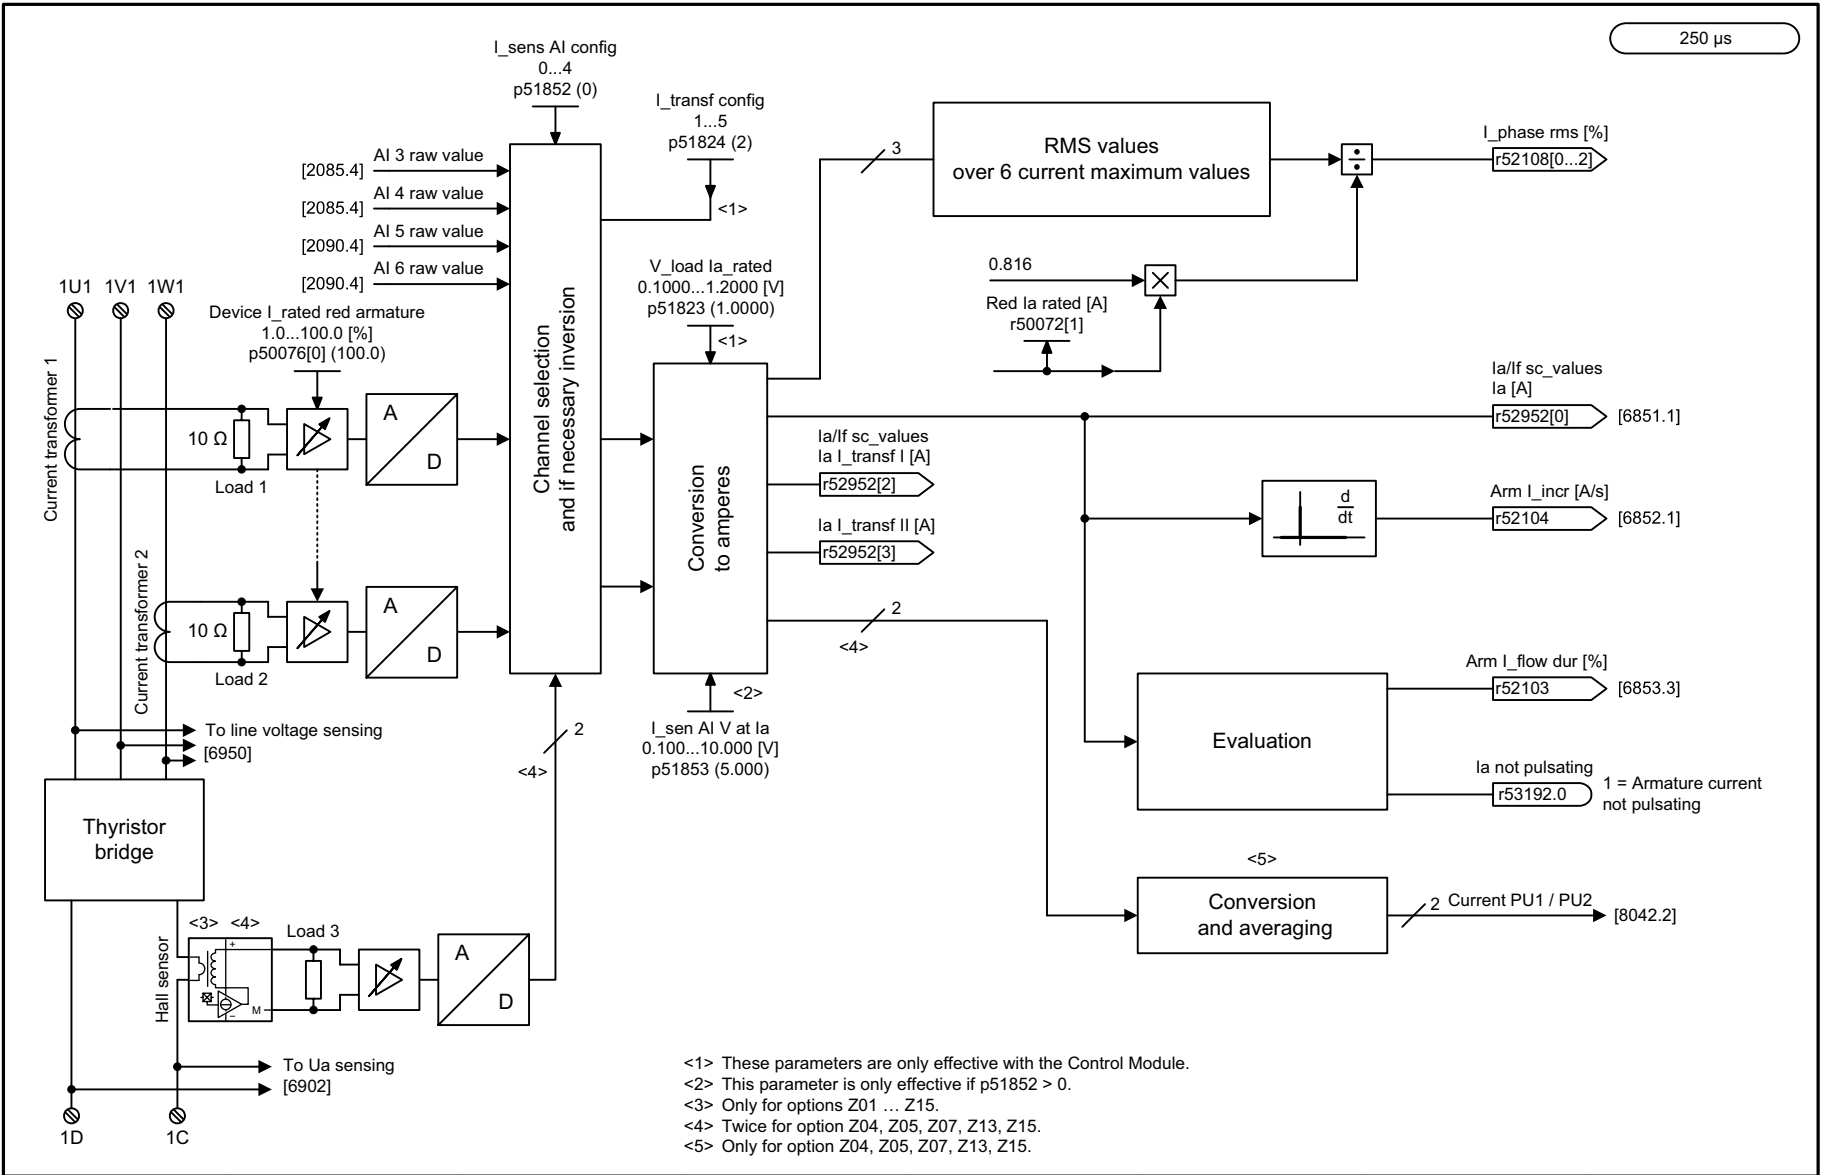 250 µs
I_sens AI config
0...4
p51852 (0)
I_transf config
1...5
p51824 (2)
<1>
[2085.4] AI 3 raw value
[2085.4] AI 4 raw value
[2090.4] AI 5 raw value
[2090.4] AI 6 raw value
3
RMS values
over 6 current maximum values
÷
I_phase rms [%]
r52108[0...2]
0.816
Red Ia rated [A]
r50072[1]
V_load Ia_rated
0.1000...1.2000 [V]
p51823 (1.0000)
<1>
1U1 1V1 1W1
Device I_rated red armature
1.0...100.0 [%]
p50076[0] (100.0)
Current transformer 1
10 Ω
Load 1
A
D
Channel selection
and if necessary inversion
Conversion
to amperes
Ia/If sc_values
Ia I_transf I [A]
r52952[2]
Ia I_transf II [A]
r52952[3]
Ia/If sc_values
Ia [A]
r52952[0] [6851.1]
d
dt
Arm I_incr [A/s]
r52104 [6852.1]
Current transformer 2
10 Ω
Load 2
A
D
2
<4>
<2>
I_sen AI V at Ia
0.100...10.000 [V]
p51853 (5.000)
2
<4>
Evaluation
Arm I_flow dur [%]
r52103 [6853.3]
Ia not pulsating
r53192.0
1 = Armature current
not pulsating
To line voltage sensing
[6950]
Thyristor
bridge
<5>
Conversion
and averaging
2 Current PU1 / PU2
[8042.2]
<3> <4>
Hall sensor
+
M
−
Load 3
A
D
To Ua sensing
[6902]
1D 1C
<1> These parameters are only effective with the Control Module.
<2> This parameter is only effective if p51852 > 0.
<3> Only for options Z01 … Z15.
<4> Twice for option Z04, Z05, Z07, Z13, Z15.
<5> Only for option Z04, Z05, Z07, Z13, Z15.